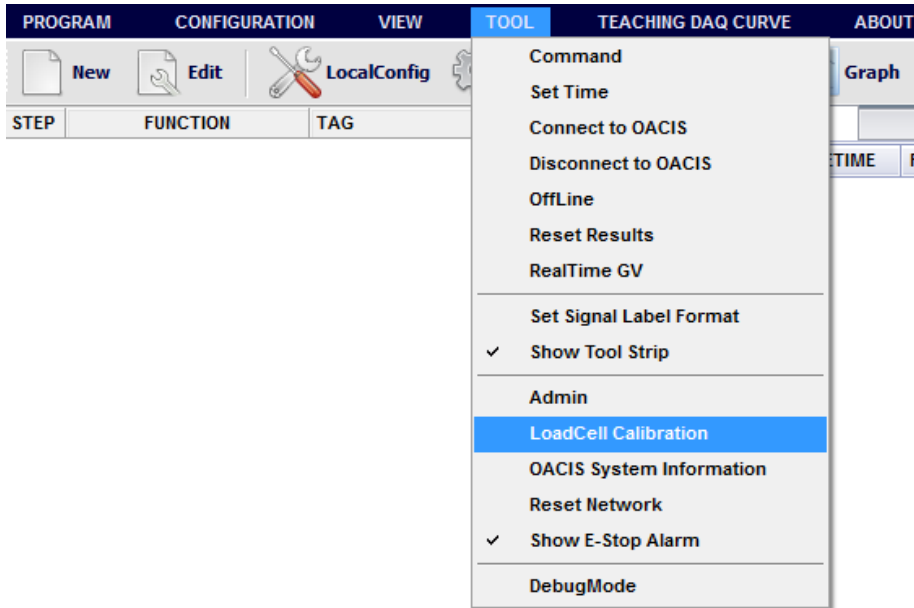 PROGRAM CONFIGURATION VIEW TOOL TEACHING DAQ CURVE ABOUT
New Edit LocalConfig Graph
STEP FUNCTION TAG
Command
Set Time
Connect to OACIS
Disconnect to OACIS
OffLine
Reset Results
RealTime GV
Set Signal Label Format
Show Tool Strip
Admin
LoadCell Calibration
OACIS System Information
Reset Network
Show E-Stop Alarm
DebugMode
ETIME